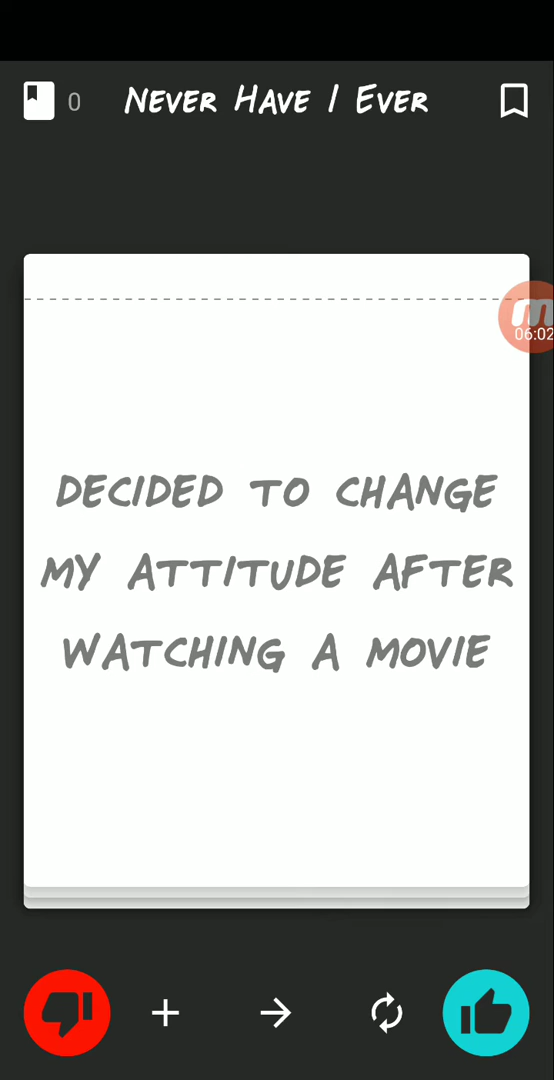 0 Never Have I Ever
06:02
DECIDED TO CHANGE
MY ATTITUDE AFTER
WATCHING A MOVIE